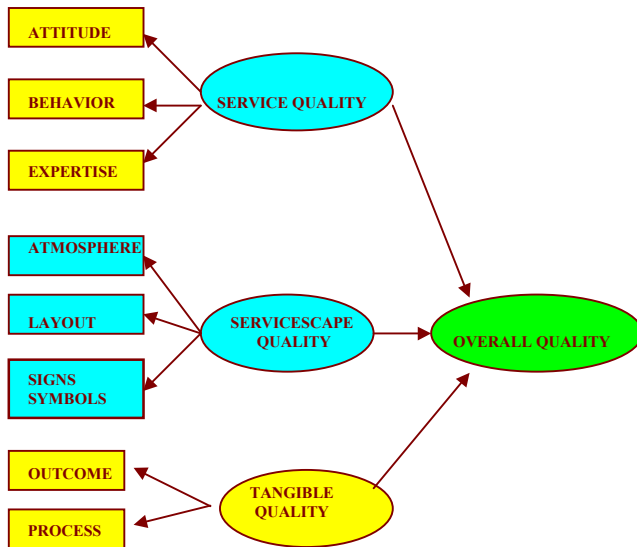 ATTITUDE
BEHAVIOR
EXPERTISE
SERVICE QUALITY
ATMOSPHERE
LAYOUT
SIGNS
SYMBOLS
SERVICESCAPE
QUALITY
OVERALL QUALITY
OUTCOME
PROCESS
TANGIBLE
QUALITY